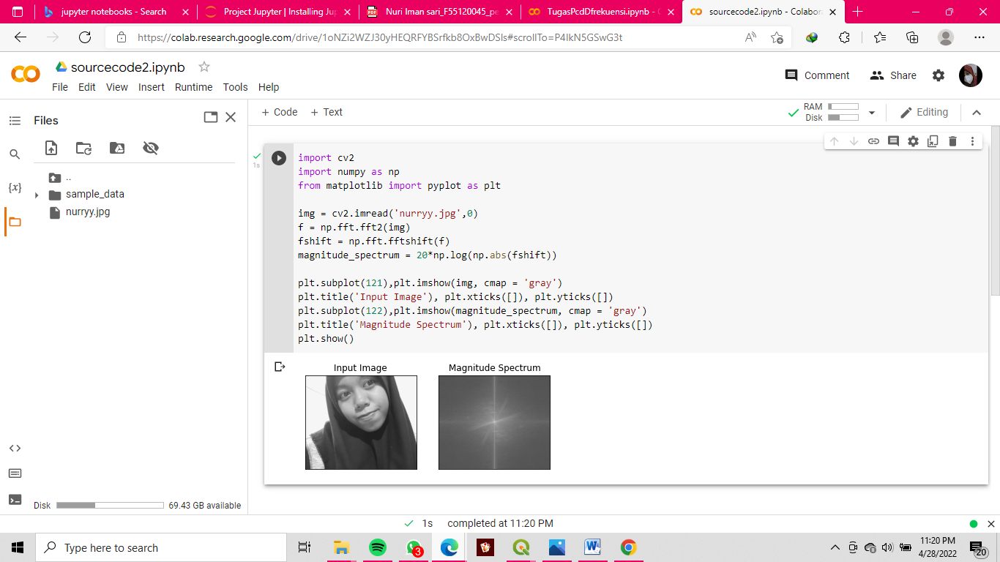 jupyter notebooks - Search
Project Jupyter | Installing Jup
Nuri Iman sari_F55120045_pe
TugasPcdDfrekuensi.ipynb - C
sourcecode2.ipynb - Colabora
https://colab.research.google.com/drive/1oNZi2WZJ30yHEQRFYBSrfkb8OxBwDSls#scrollTo=P4IkN5GSwG3t
sourcecode2.ipynb
File Edit View Insert Runtime Tools Help
Comment
Share
Files
+ Code + Text
RAM
Disk
Editing
{x}
..
sample_data
nurryy.jpg
1s
import cv2
import numpy as np
from matplotlib import pyplot as plt
img = cv2.imread('nurryy.jpg',0)
f = np.fft.fft2(img)
fshift = np.fft.fftshift(f)
magnitude_spectrum = 20*np.log(np.abs(fshift))
plt.subplot(121),plt.imshow(img, cmap = 'gray')
plt.title('Input Image'), plt.xticks([]), plt.yticks([])
plt.subplot(122),plt.imshow(magnitude_spectrum, cmap = 'gray')
plt.title('Magnitude Spectrum'), plt.xticks([]), plt.yticks([])
plt.show()
Input Image
Magnitude Spectrum
Disk
69.43 GB available
1s completed at 11:20 PM
Type here to search
3
11:20 PM
4/28/2022
20